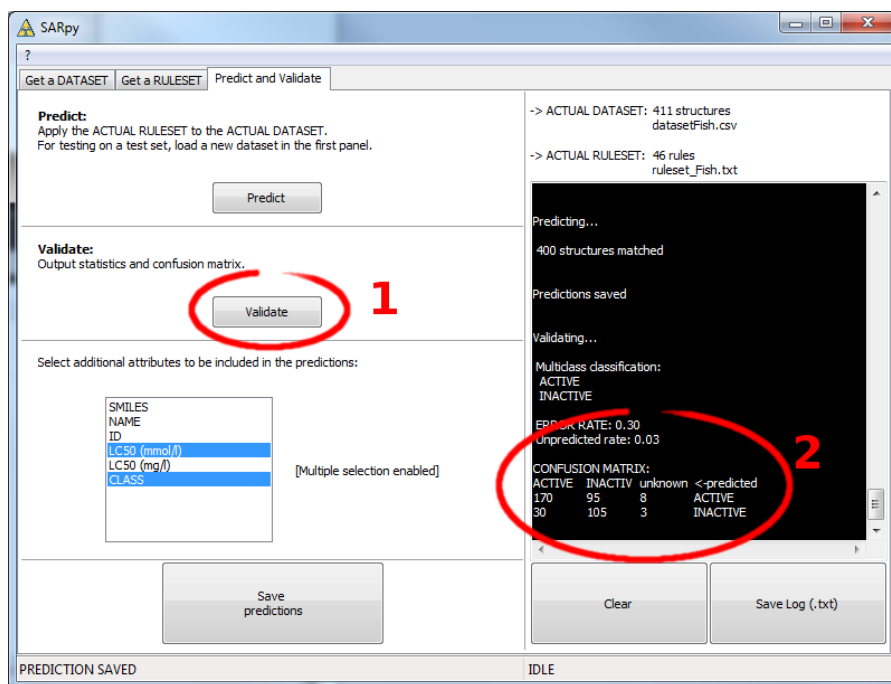 SARpy
?
Get a DATASET Get a RULESET Predict and Validate
Predict:
Apply the ACTUAL RULESET to the ACTUAL DATASET.
For testing on a test set, load a new dataset in the first panel.
Predict
Validate:
Output statistics and confusion matrix.
Validate
1
Select additional attributes to be included in the predictions:
SMILES
NAME
ID
LC50 (mmol/l)
LC50 (mg/l)
CLASS
[Multiple selection enabled]
Save
predictions
-> ACTUAL DATASET: 411 structures
datasetFish.csv
-> ACTUAL RULESET: 46 rules
ruleset_Fish.txt
Predicting...
400 structures matched
Predictions saved
Validating...
Multiclass classification:
ACTIVE
INACTIVE
ERROR RATE: 0.30
Unpredicted rate: 0.03
2
CONFUSION MATRIX:
ACTIVE INACTIV unknown <-predicted
170 95 8 ACTIVE
30 105 3 INACTIVE
Clear
Save Log (.txt)
PREDICTION SAVED
IDLE